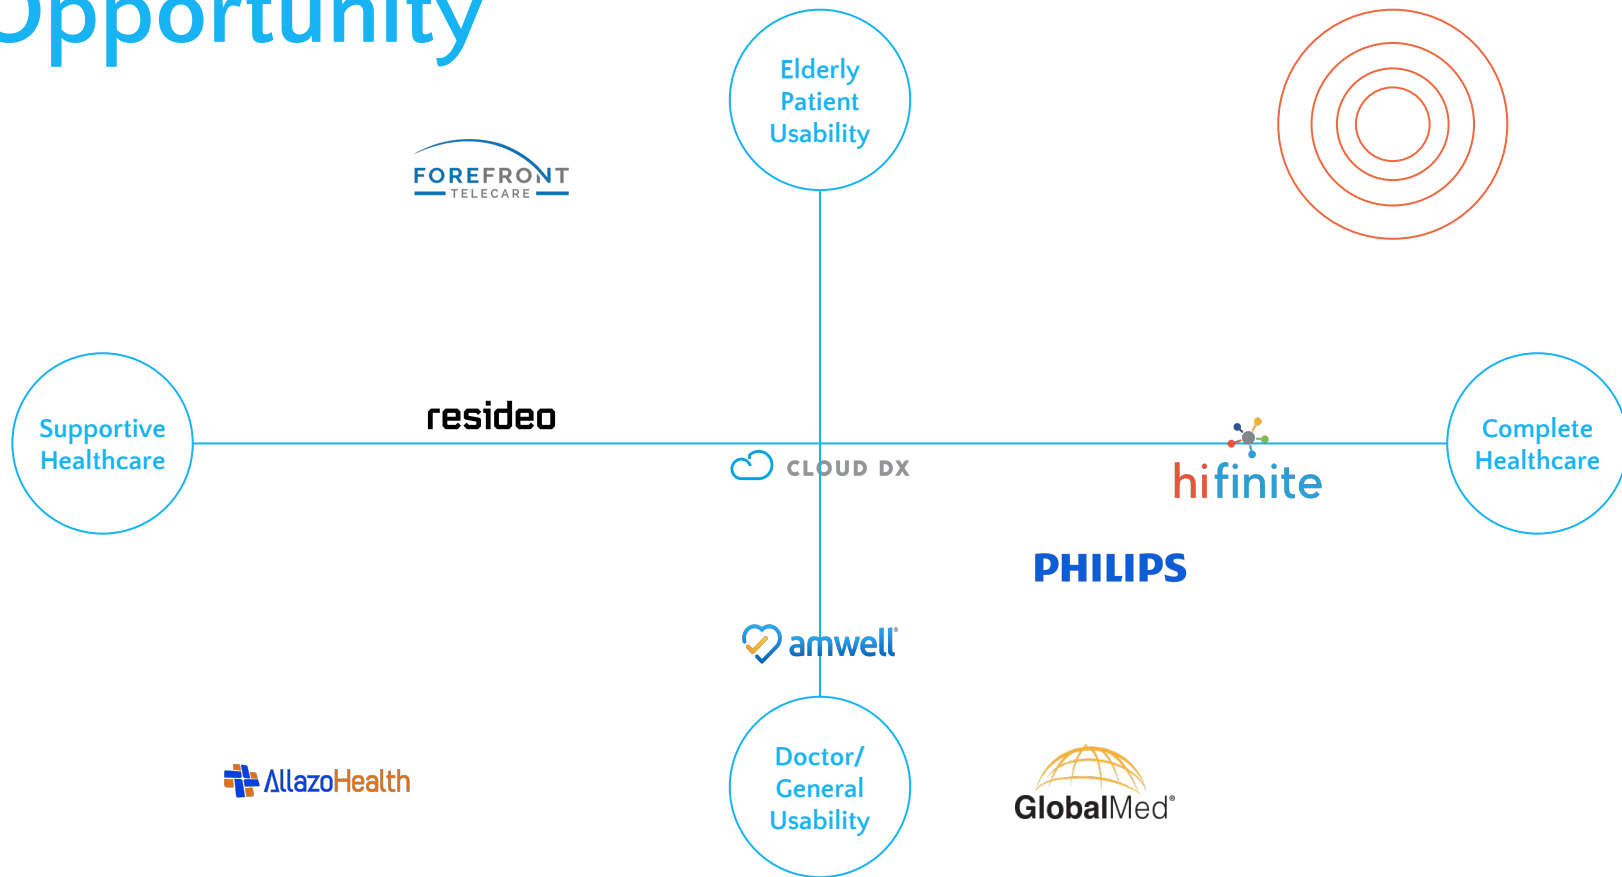 Opportunity
Elderly
Patient
Usability
FOREFRONT
TELECARE
resideo
Supportive
Healthcare
CLOUD DX
hifinite
Complete
Healthcare
PHILIPS
amwell®
Doctor/
General
Usability
AllazoHealth
GlobalMed®